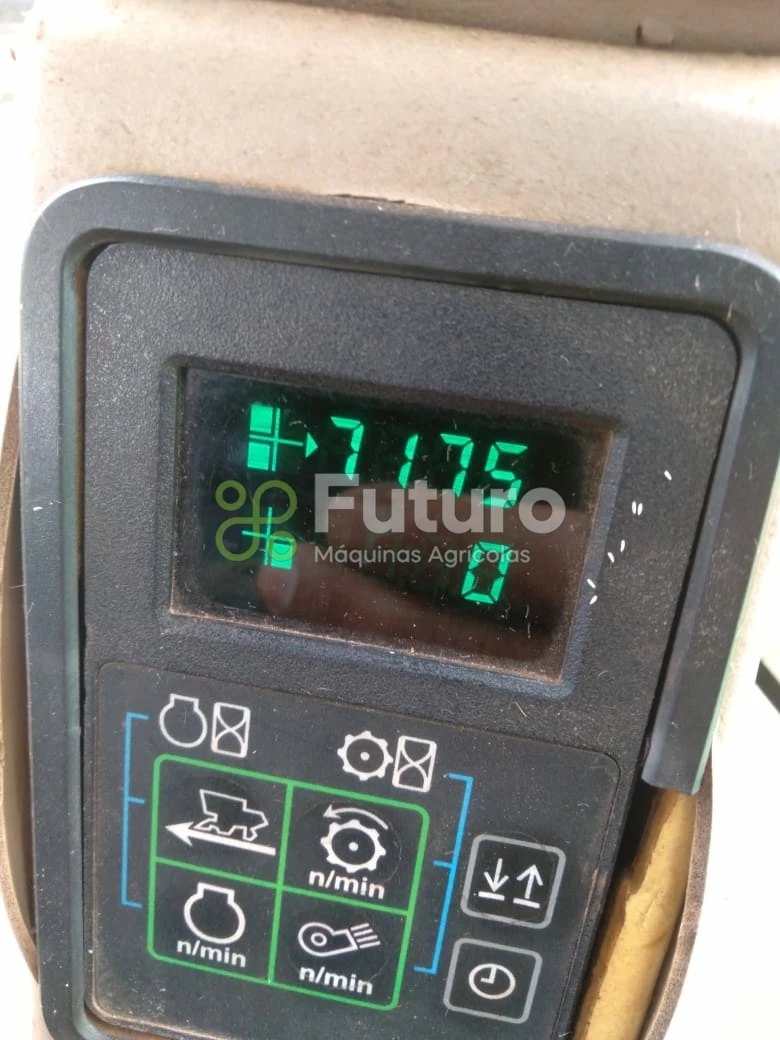 7175
Futuro
Máquinas Agrícolas
0
n/min
n/min
n/min